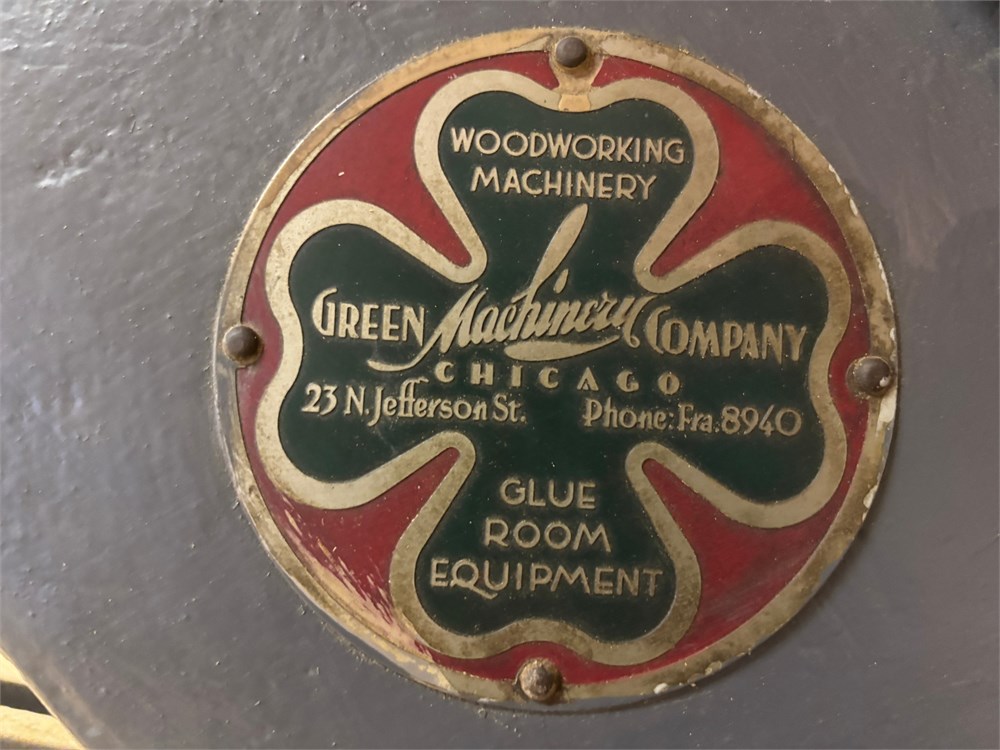 WOODWORKING
MACHINERY
GREEN Machinery COMPANY
CHICAGO
23 N. Jefferson St. Phone: Fra. 8940
GLUE
ROOM
EQUIPMENT